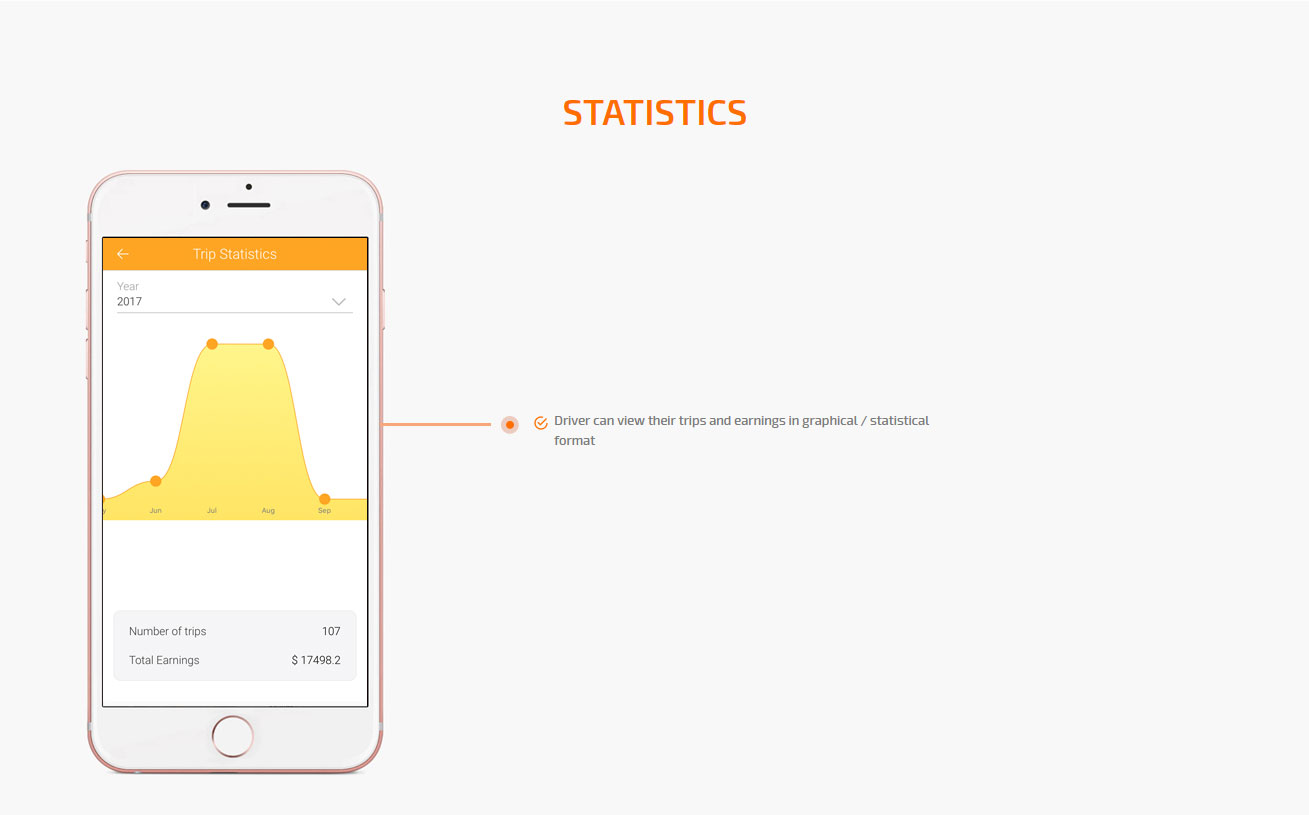 STATISTICS
Trip Statistics
Year
2017
Jun Jul Aug Sep
Number of trips 107
Total Earnings $ 17498.2
Driver can view their trips and earnings in graphical / statistical
format